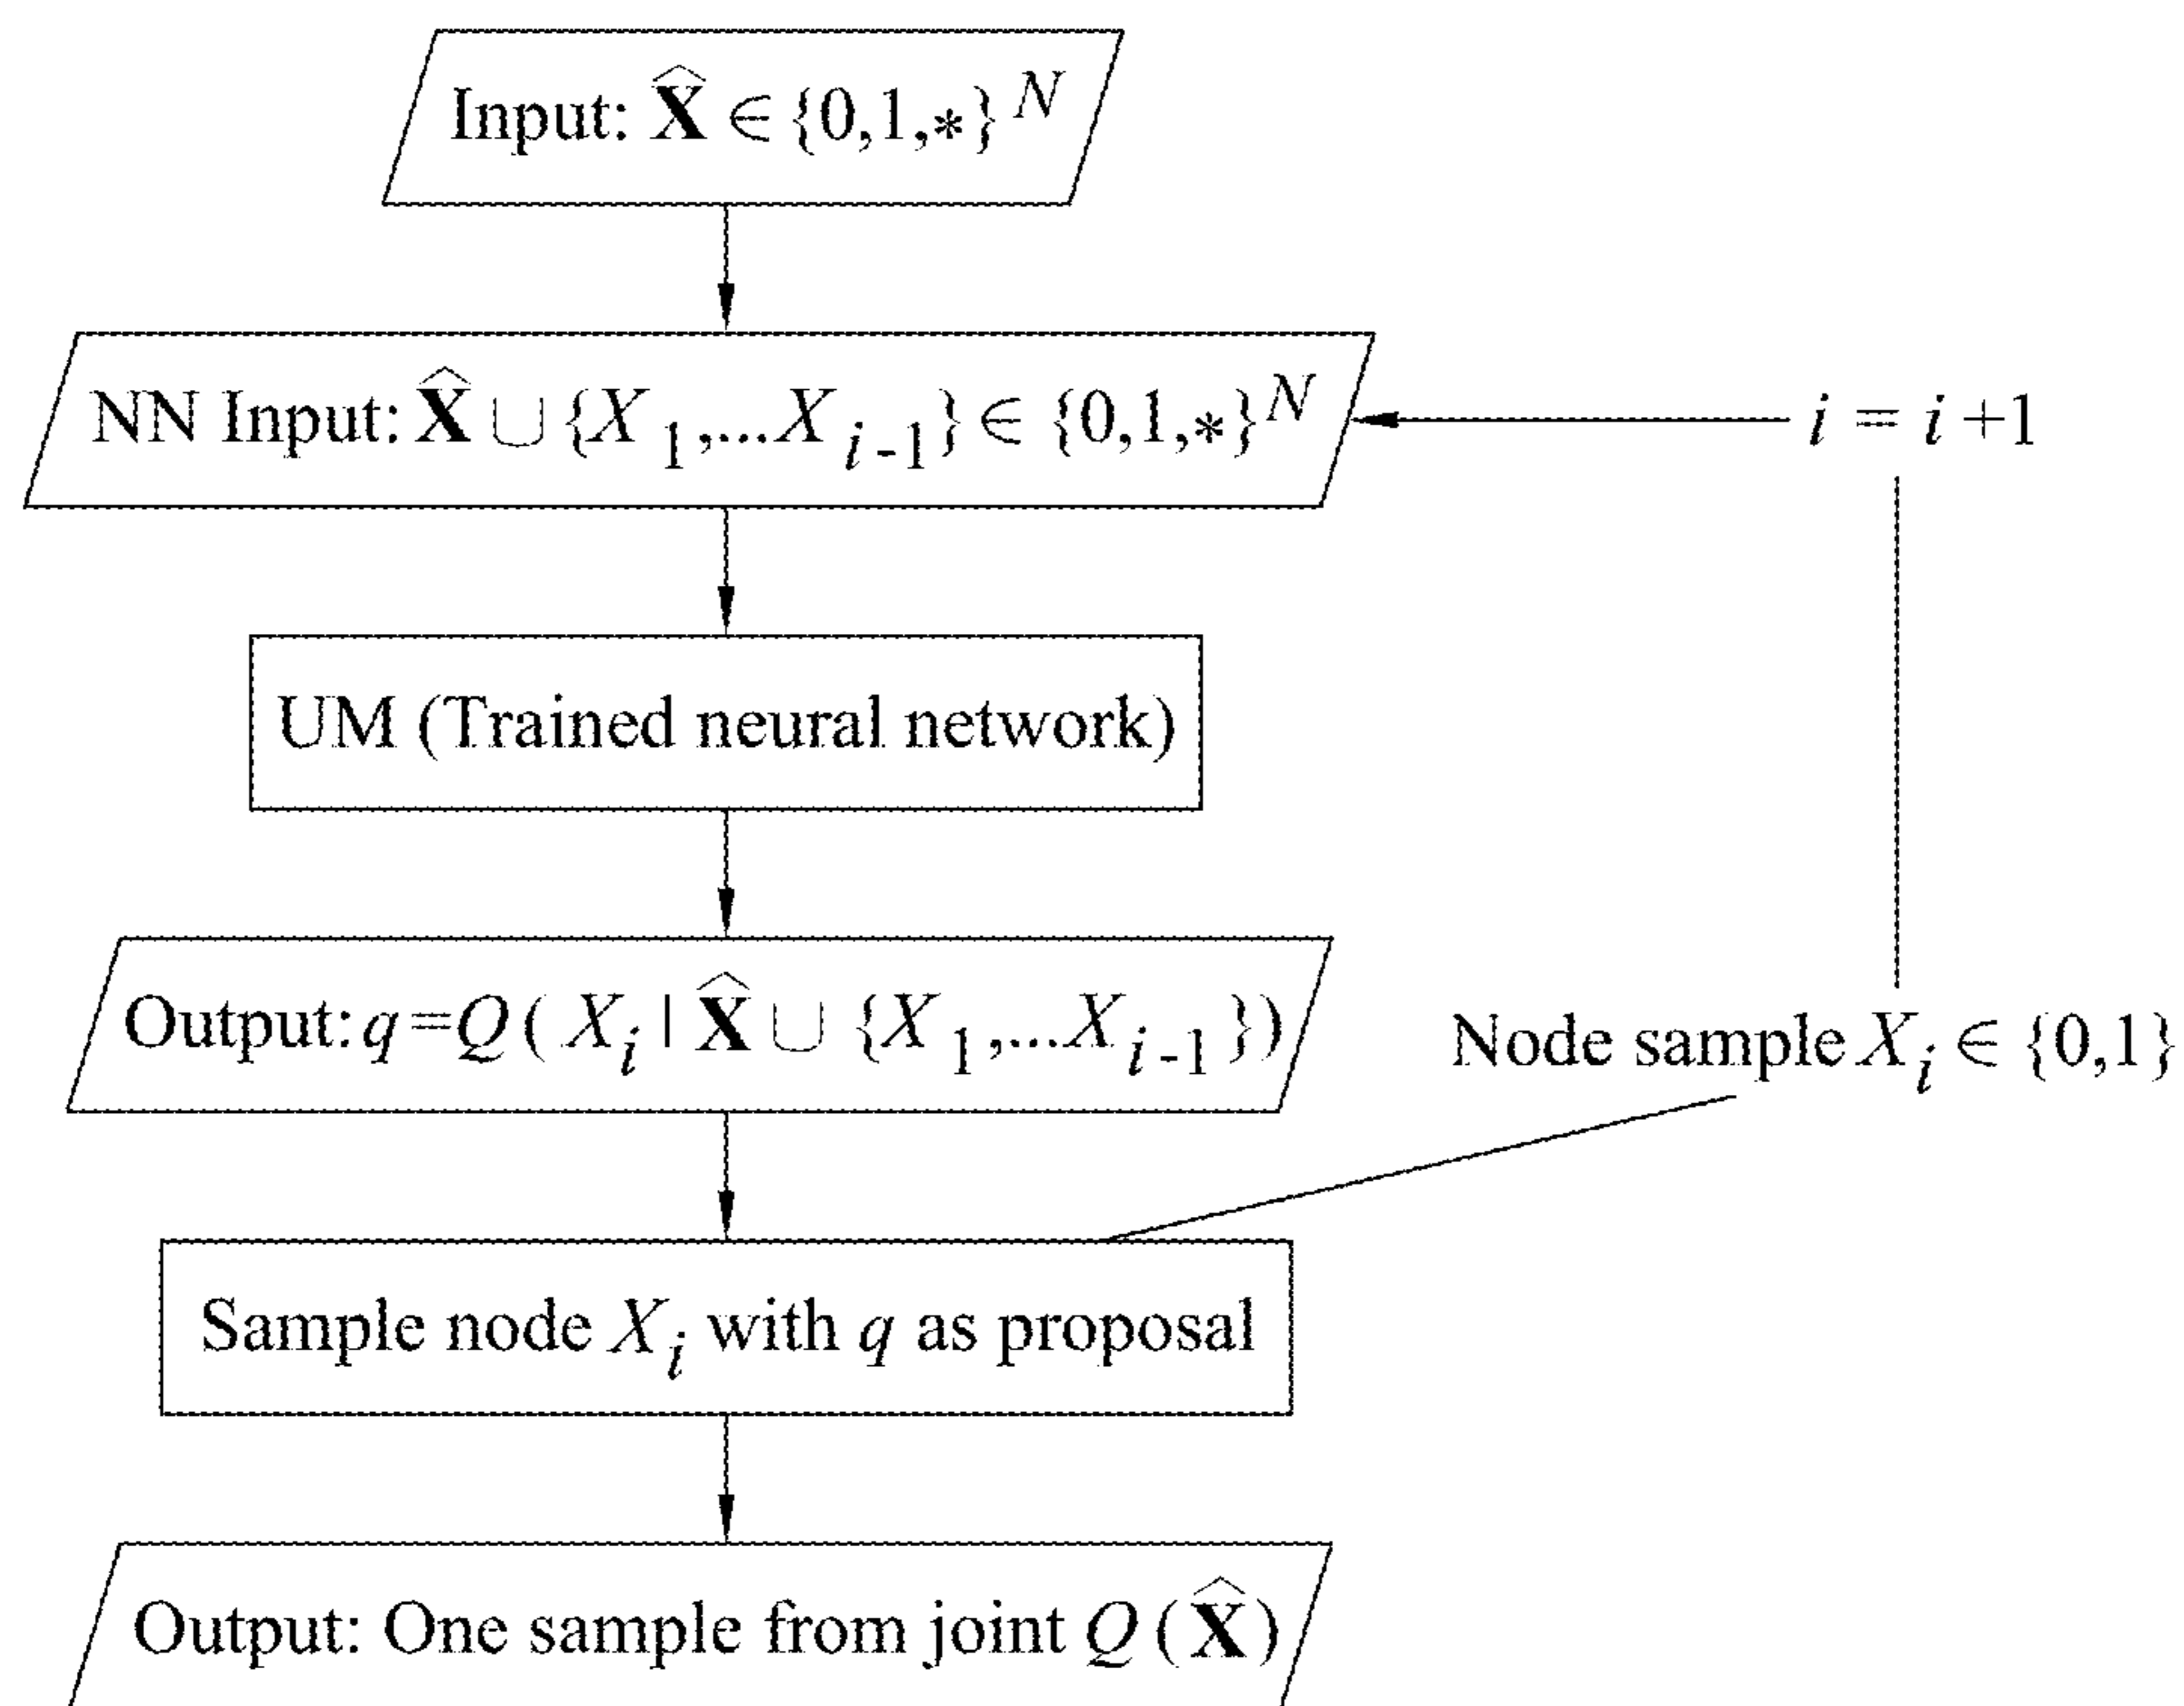 Input: X̂ ∈ {0,1,*}^N
NN Input: X̂ ∪ {X_1,...X_{i-1}} ∈ {0,1,*}^N
i = i+1
UM (Trained neural network)
Output: q=Q(X_i | X̂ ∪ {X_1,...X_{i-1}})
Node sample X_i ∈ {0,1}
Sample node X_i with q as proposal
Output: One sample from joint Q(X̂)